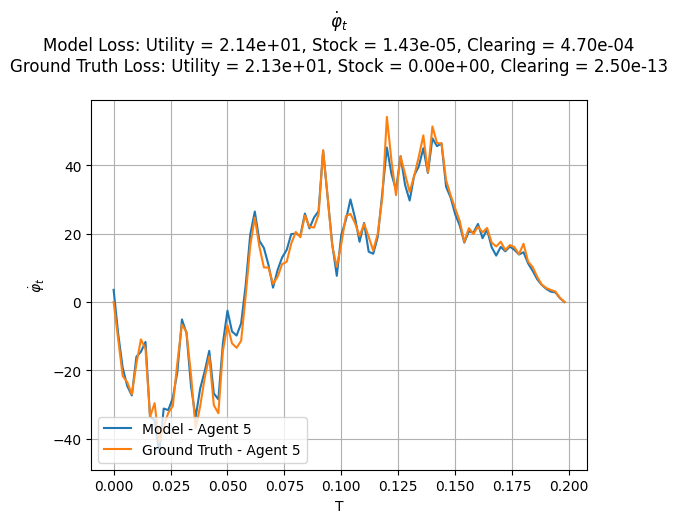 φ̇ₜ
Model Loss: Utility = 2.14e+01, Stock = 1.43e-05, Clearing = 4.70e-04
Ground Truth Loss: Utility = 2.13e+01, Stock = 0.00e+00, Clearing = 2.50e-13
40
20
0
−20
−40
φ̇ₜ
Model - Agent 5
Ground Truth - Agent 5
0.000 0.025 0.050 0.075 0.100 0.125 0.150 0.175 0.200
T